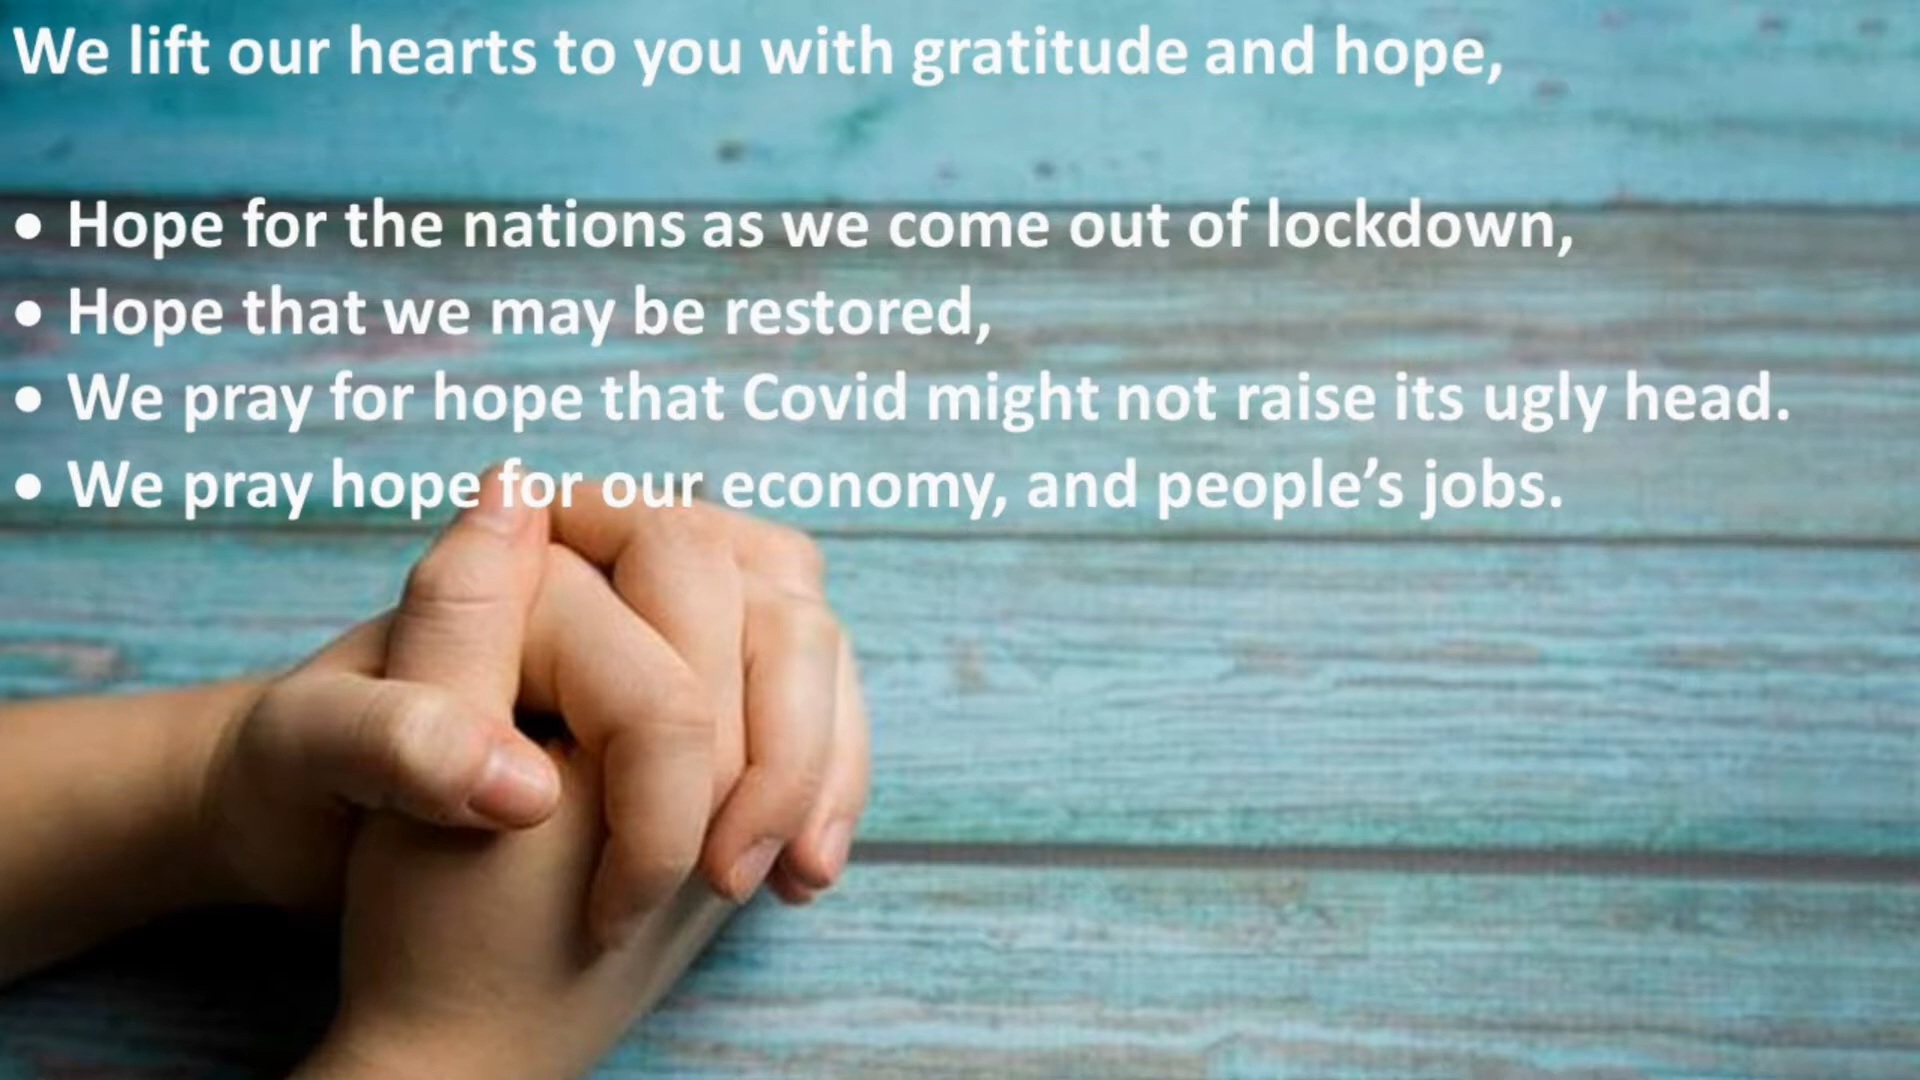 We lift our hearts to you with gratitude and hope,
• Hope for the nations as we come out of lockdown,
• Hope that we may be restored,
• We pray for hope that Covid might not raise its ugly head.
• We pray hope for our economy, and people’s jobs.